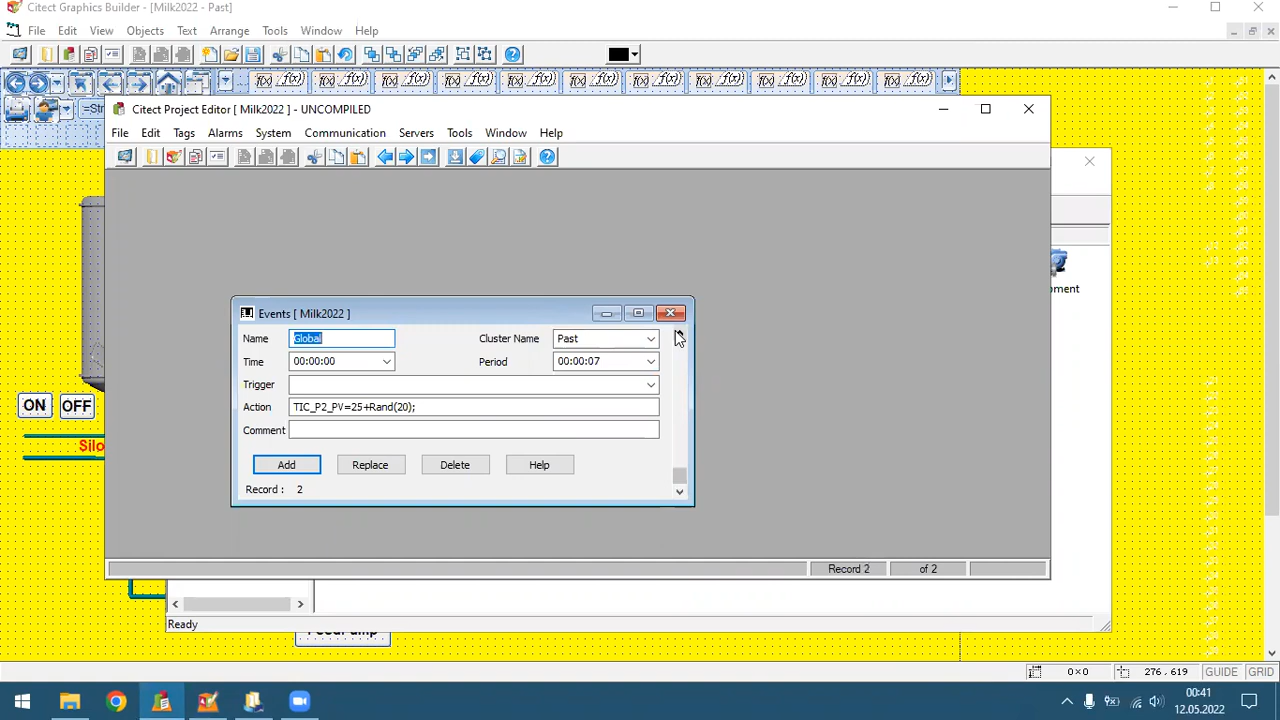 Citect Graphics Builder - [Milk2022 - Past]
File Edit View Objects Text Arrange Tools Window Help
f(x) f(x) f(x) f(x) f(x) f(x) f(x) f(x) f(x) f(x) f(x)
=Str
Citect Project Editor [ Milk2022 ] - UNCOMPILED
File Edit Tags Alarms System Communication Servers Tools Window Help
Events [ Milk2022 ]
Name Global Cluster Name Past
Time 00:00:00 Period 00:00:07
Trigger
Action TIC_P2_PV=25+Rand(20);
Comment
Add Replace Delete Help
Record : 2
ON OFF
Silo
Record 2 of 2
Ready
0×0 276 , 619 GUIDE GRID
00:41
12.05.2022